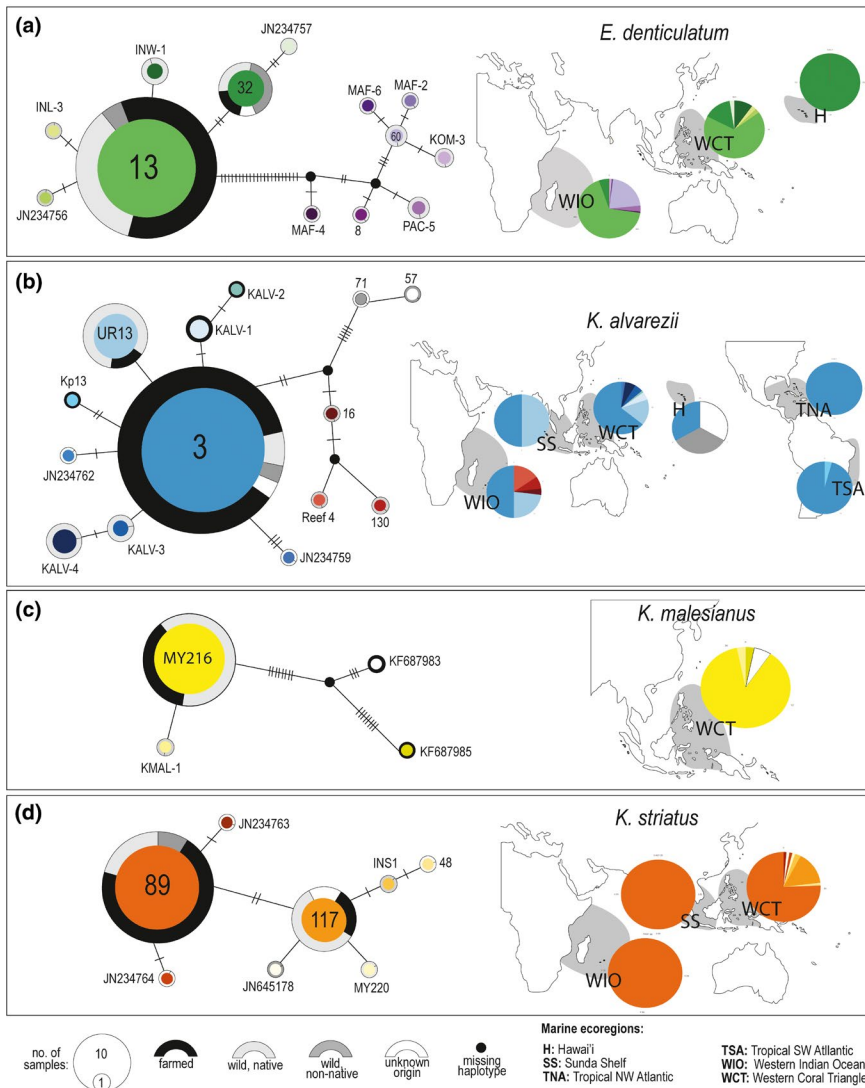 (a)
E. denticulatum
JN234757
INW-1
32
INL-3
MAF-6
MAF-2
60
KOM-3
13
JN234756
MAF-4
8
PAC-5
H
WCT
WIO
(b)
K. alvarezii
KALV-2
71
57
UR13
KALV-1
Kp13
16
3
JN234762
Reef 4
130
KALV-3
KALV-4
JN234759
SS
WCT
H
TNA
WIO
TSA
(c)
K. malesianus
MY216
KF687983
KMAL-1
KF687985
WCT
(d)
K. striatus
JN234763
INS1
48
89
117
JN234764
JN645178
MY220
SS
WCT
WIO
no. of
samples:
10
1
farmed
wild, native
wild,
non-native
unknown
origin
missing
haplotype
Marine ecoregions:
H: Hawai'i
SS: Sunda Shelf
TNA: Tropical NW Atlantic
TSA: Tropical SW Atllantic
WIO: Western Indian Ocean
WCT: Western Coral Triangle